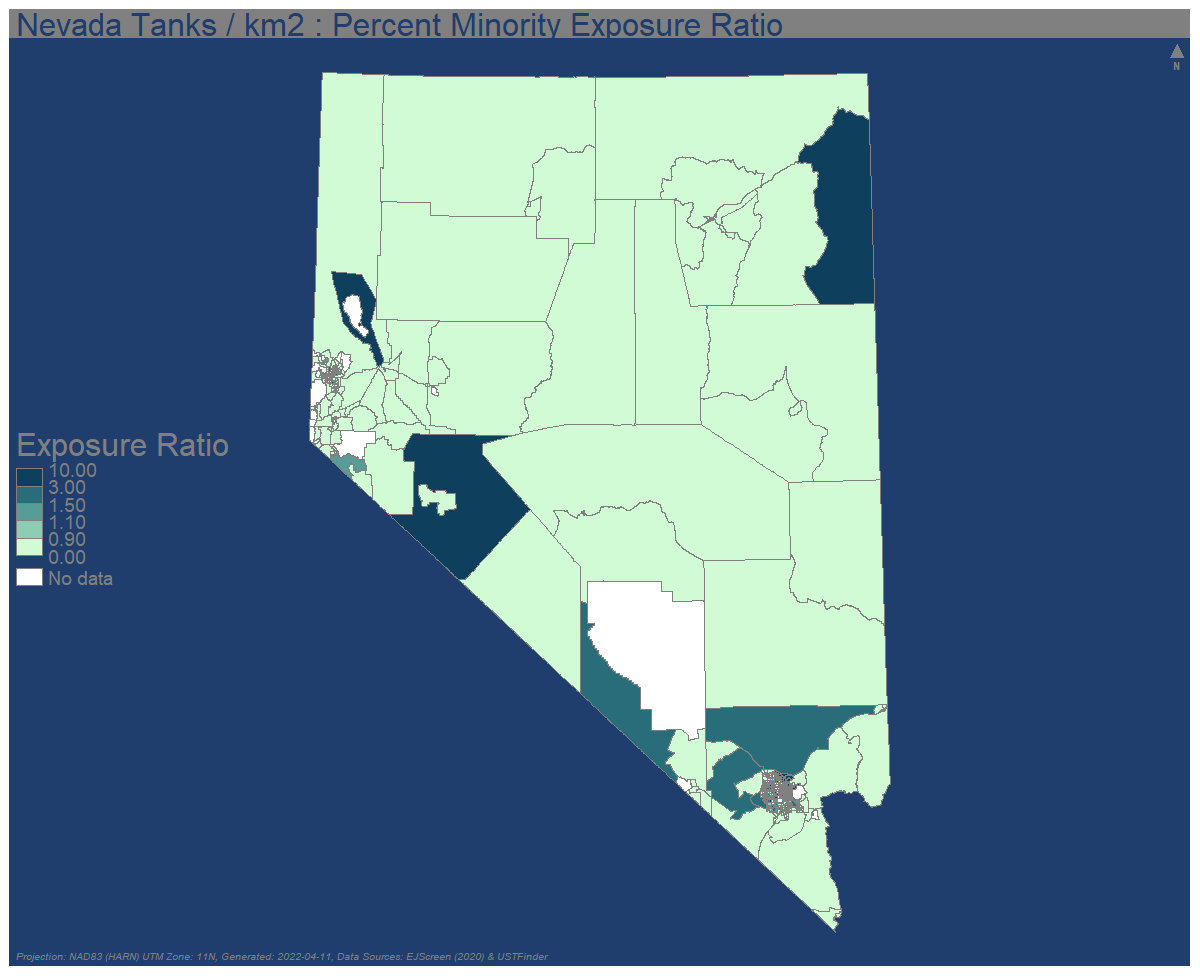 Nevada Tanks / km2 : Percent Minority Exposure Ratio
N
Exposure Ratio
10.00
3.00
1.50
1.10
0.90
0.00
No data
Projection: NAD83 (HARN) UTM Zone: 11N, Generated: 2022-04-11, Data Sources: EJScreen (2020) & USTFinder